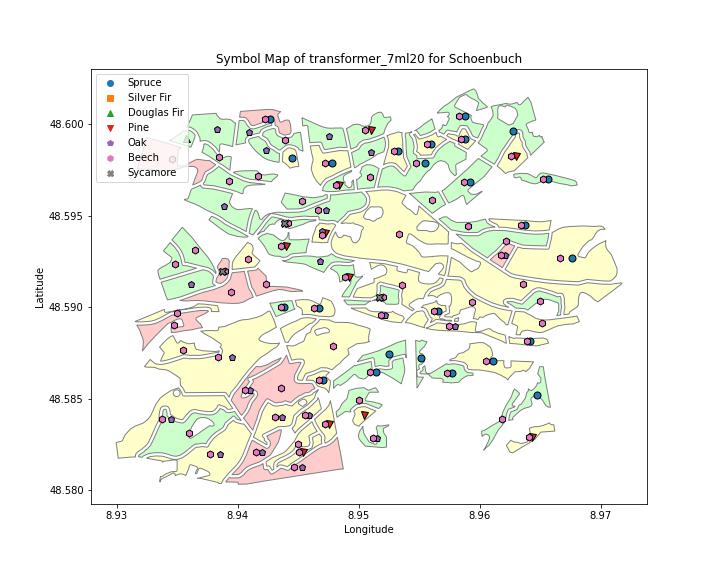 Symbol Map of transformer_7ml20 for Schoenbuch
Spruce
Silver Fir
Douglas Fir
Pine
Oak
Beech
Sycamore
48.600
48.595
48.590
48.585
48.580
Latitude
8.93 8.94 8.95 8.96 8.97
Longitude